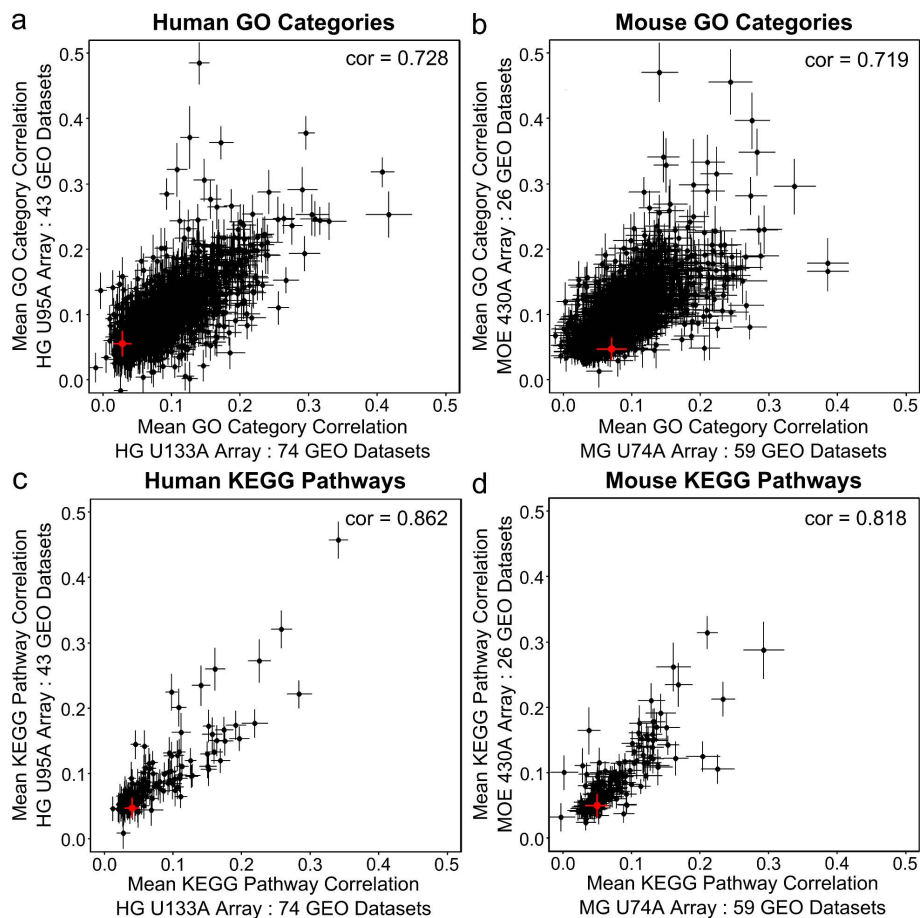 a
Human GO Categories
cor = 0.728
Mean GO Category Correlation
HG U95A Array : 43 GEO Datasets
0.5
0.4
0.3
0.2
0.1
0.0
0.0 0.1 0.2 0.3 0.4 0.5
Mean GO Category Correlation
HG U133A Array : 74 GEO Datasets
b
Mouse GO Categories
cor = 0.719
Mean GO Category Correlation
MOE 430A Array : 26 GEO Datasets
0.5
0.4
0.3
0.2
0.1
0.0
0.0 0.1 0.2 0.3 0.4 0.5
Mean GO Category Correlation
MG U74A Array : 59 GEO Datasets
c
Human KEGG Pathways
cor = 0.862
Mean KEGG Pathway Correlation
HG U95A Array : 43 GEO Datasets
0.5
0.4
0.3
0.2
0.1
0.0
0.0 0.1 0.2 0.3 0.4 0.5
Mean KEGG Pathway Correlation
HG U133A Array : 74 GEO Datasets
d
Mouse KEGG Pathways
cor = 0.818
Mean KEGG Pathway Correlation
MOE 430A Array : 26 GEO Datasets
0.5
0.4
0.3
0.2
0.1
0.0
0.0 0.1 0.2 0.3 0.4 0.5
Mean KEGG Pathway Correlation
MG U74A Array : 59 GEO Datasets